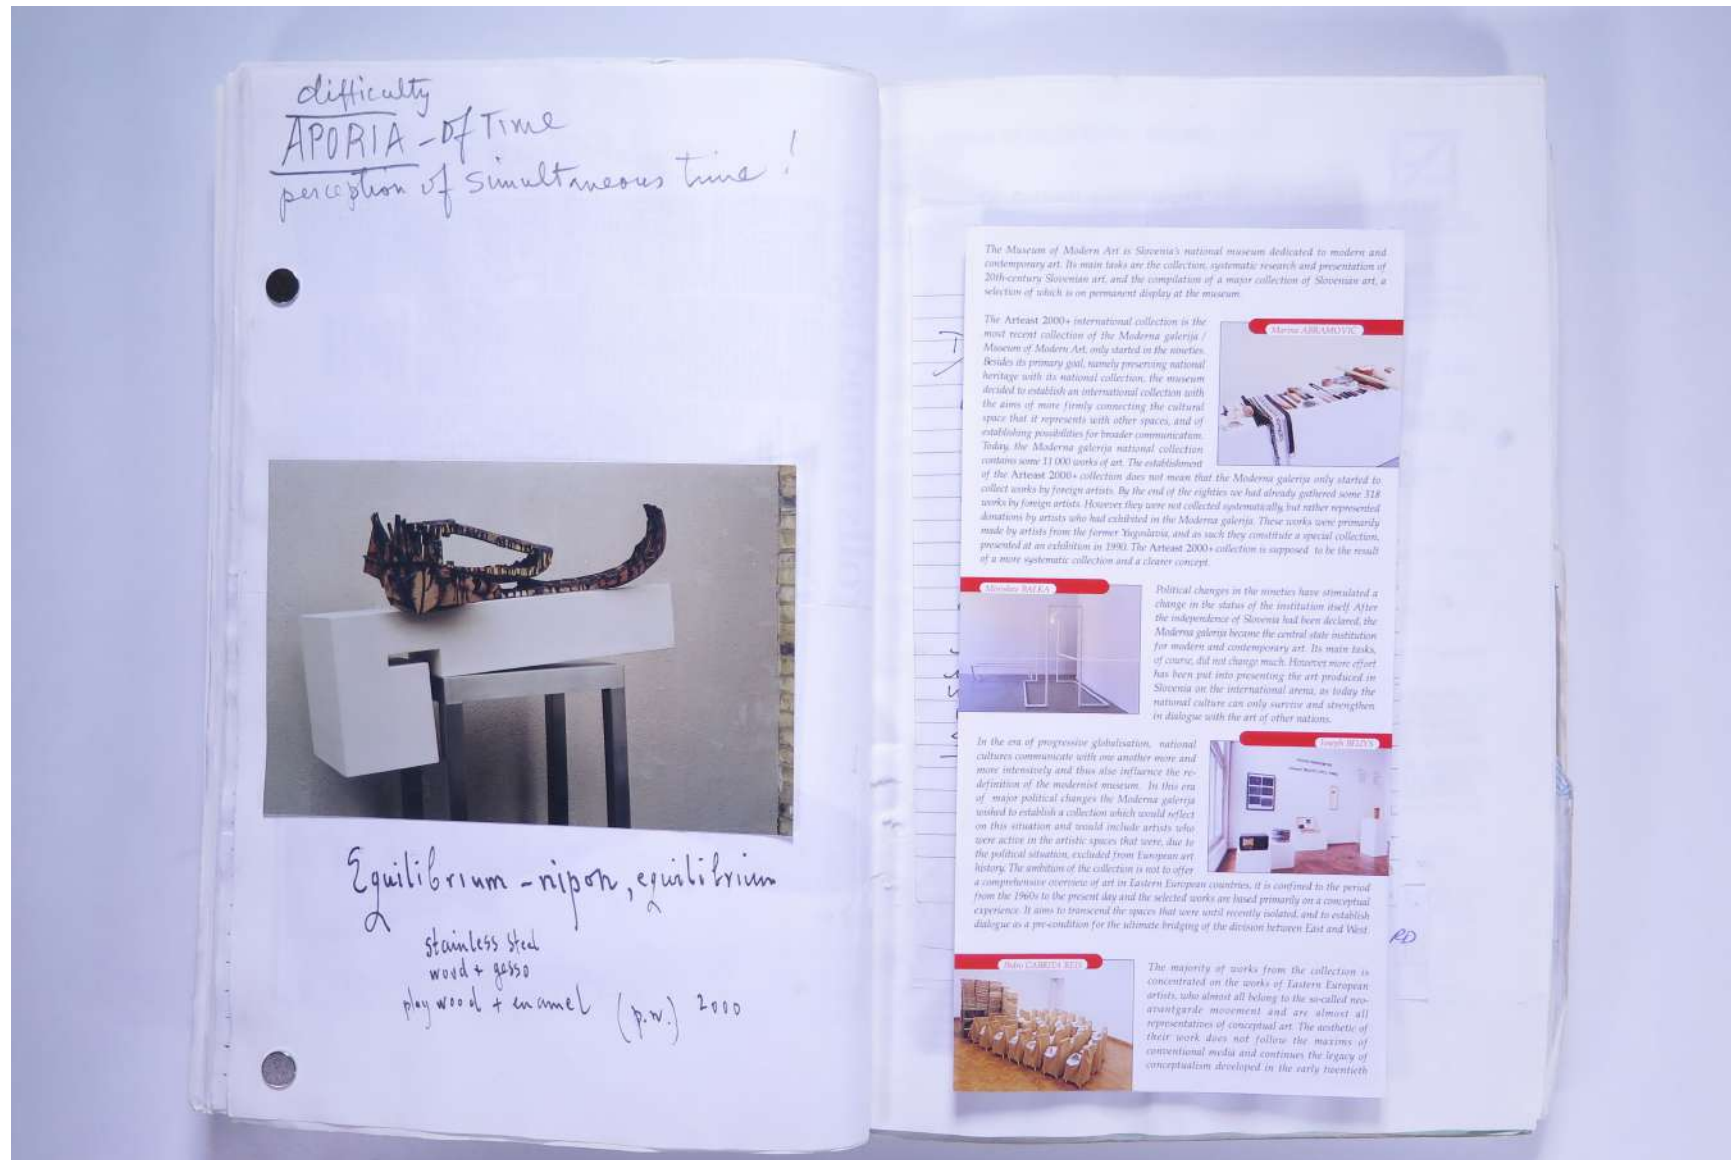 difficulty
APORIA - of Time
perception of simultaneous time!
Equilibrium - nipon, equilibrium
stainless steel
wood + gesso
playwood + enamel (p.w.) 2000
The Museum of Modern Art is Slovenia's national museum dedicated to modern and
contemporary art. Its main tasks are the collection, systematic research and presentation of
20th-century Slovenian art, and the compilation of a major collection of Slovenian art, a
selection of which is on permanent display at the museum.
The Arteast 2000+ international collection is the
most recent collection of the Moderna galerija /
Museum of Modern Art, only started in the nineties.
Besides its primary goal, namely preserving national
heritage with its national collection, the museum
decided to establish an international collection with
the aims of more firmly connecting the cultural
space that it represents with other spaces, and of
establishing possibilities for broader communication.
Today, the Moderna galerija national collection
contains some 11 000 works of art. The establishment
of the Arteast 2000+ collection does not mean that the Moderna galerija only started to
collect works by foreign artists. By the end of the eighties we had already gathered some 318
works by foreign artists. However, they were not collected systematically, but rather represented
donations by artists who had exhibited in the Moderna galerija. These works were primarily
made by artists from the former Yugoslavia, and as such they constitute a special collection,
presented at an exhibition in 1990. The Arteast 2000+ collection is supposed to be the result
of a more systematic collection and a clearer concept.
Marina ABRAMOVIĆ
Miroslaw BALKA
Political changes in the nineties have stimulated a
change in the status of the institution itself. After
the independence of Slovenia had been declared, the
Moderna galerija became the central state institution
for modern and contemporary art. Its main tasks,
of course, did not change much. However more effort
has been put into presenting the art produced in
Slovenia on the international arena, as today the
national culture can only survive and strengthen
in dialogue with the art of other nations.
Joseph BEUYS
In the era of progressive globalisation, national
cultures communicate with one another more and
more intensively and thus also influence the re-
definition of the modernist museum. In this era
of major political changes the Moderna galerija
wished to establish a collection which would reflect
on this situation and would include artists who
were active in the artistic spaces that were, due to
the political situation, excluded from European art
history. The ambition of the collection is not to offer
a comprehensive overview of art in Eastern European countries, it is confined to the period
from the 1960s to the present day and the selected works are based primarily on a conceptual
experience. It aims to transcend the spaces that were until recently isolated, and to establish
dialogue as a pre-condition for the ultimate bridging of the division between East and West.
RD
Pedro CABRITA REIS
The majority of works from the collection is
concentrated on the works of Eastern European
artists, who almost all belong to the so-called neo-
avantgarde movement and are almost all
representatives of conceptual art. The aesthetic of
their work does not follow the maxims of
conventional media and continues the legacy of
conceptualism developed in the early twentieth